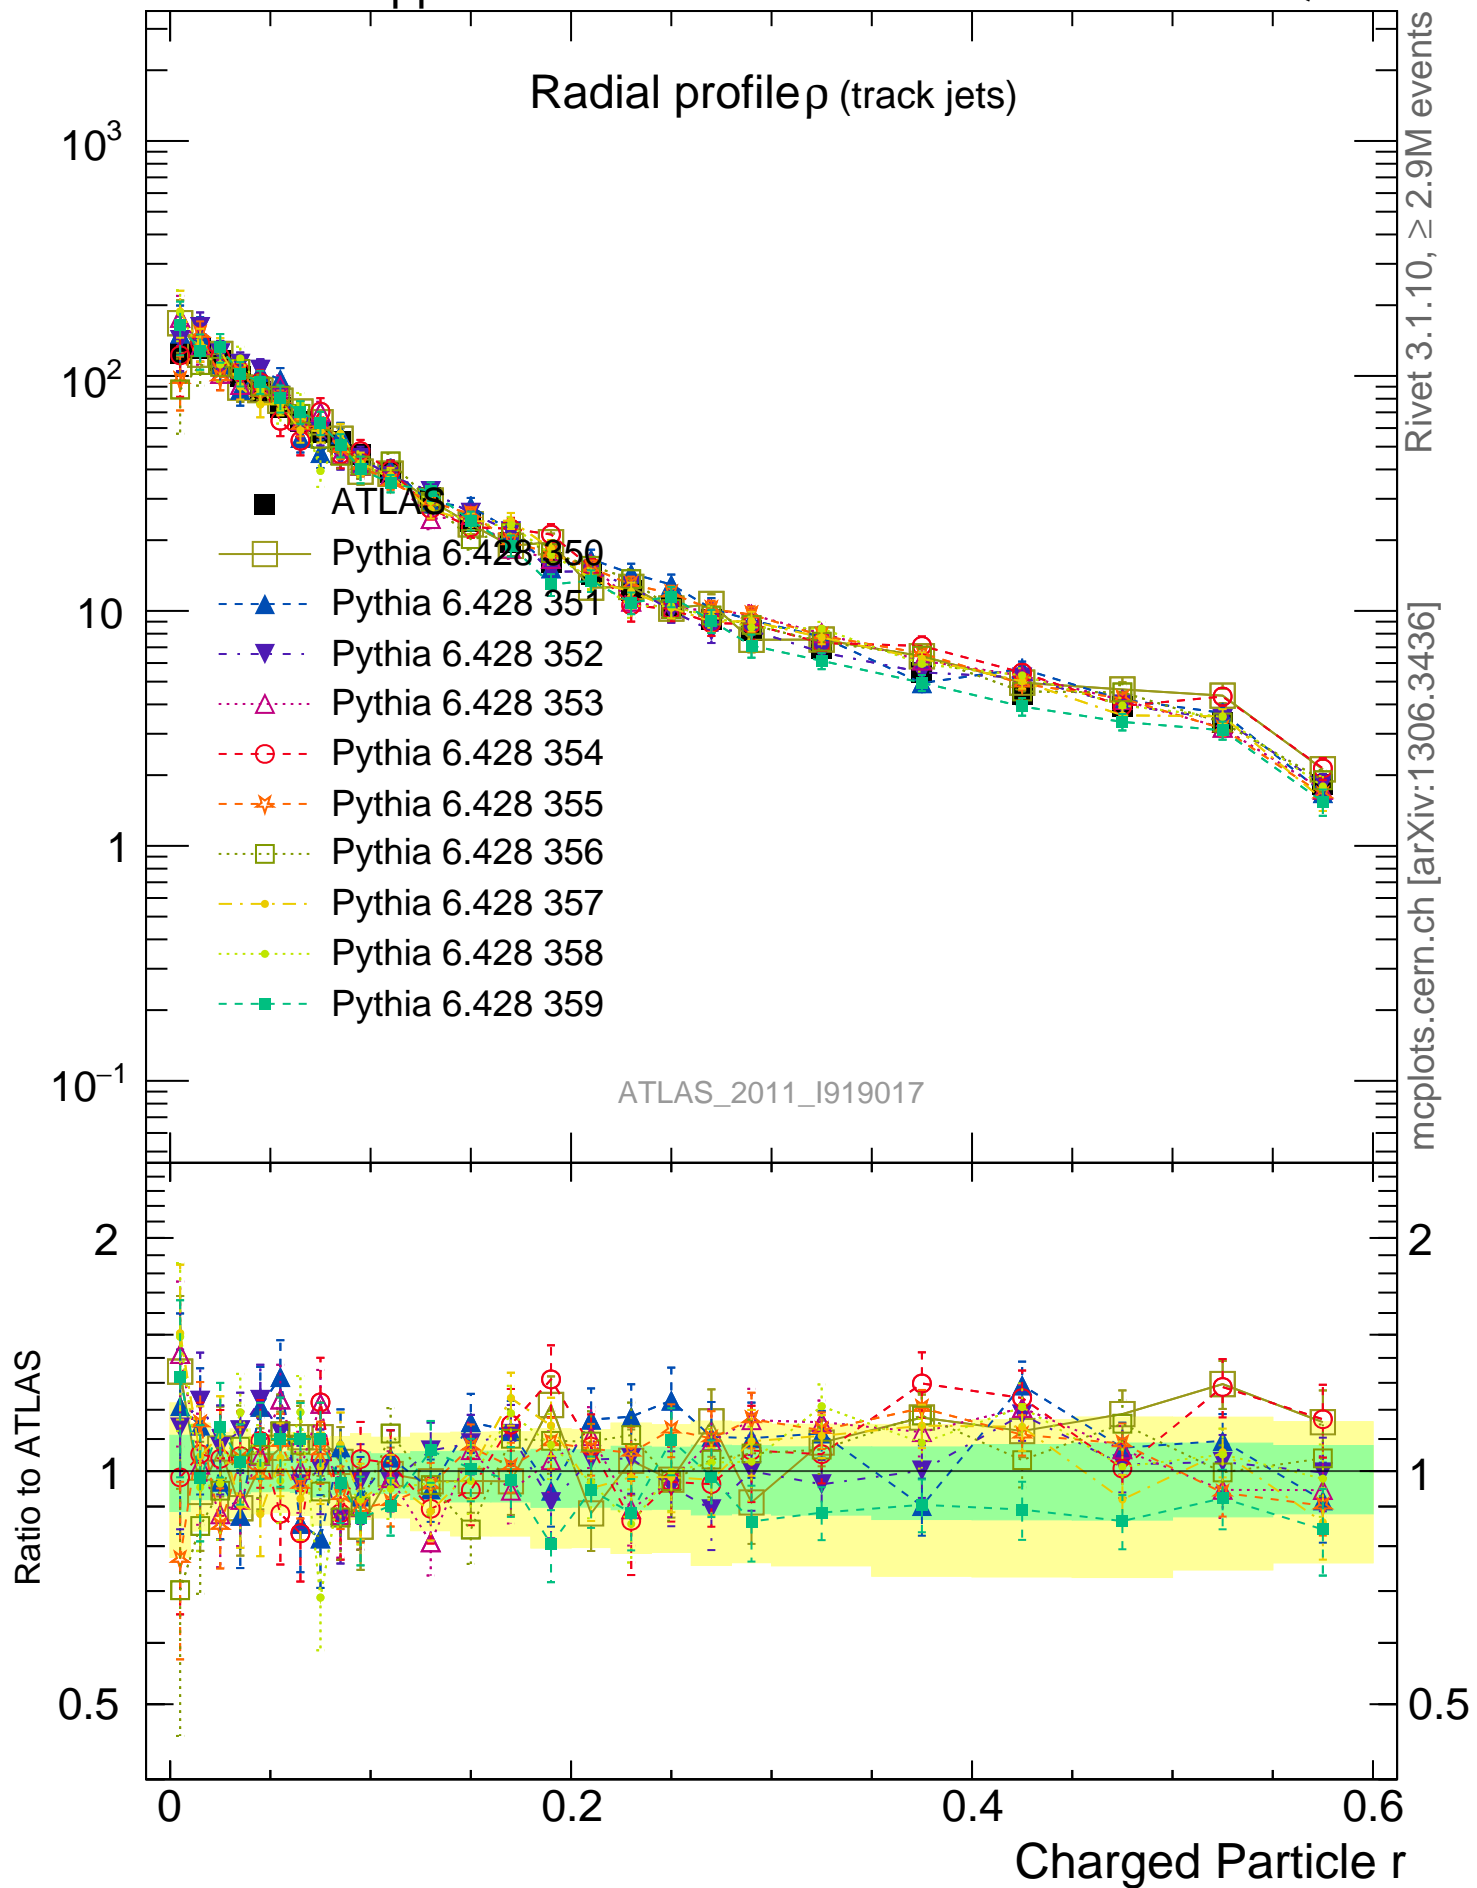 Radial profile ρ (track jets)
10³
10²
10
1
10⁻¹
ATLAS
Pythia 6.428 350
Pythia 6.428 351
Pythia 6.428 352
Pythia 6.428 353
Pythia 6.428 354
Pythia 6.428 355
Pythia 6.428 356
Pythia 6.428 357
Pythia 6.428 358
Pythia 6.428 359
ATLAS_2011_I919017
Rivet 3.1.10, ≥ 2.9M events
mcplots.cern.ch [arXiv:1306.3436]
Ratio to ATLAS
2
1
0.5
2
1
0.5
0
0.2
0.4
0.6
Charged Particle r